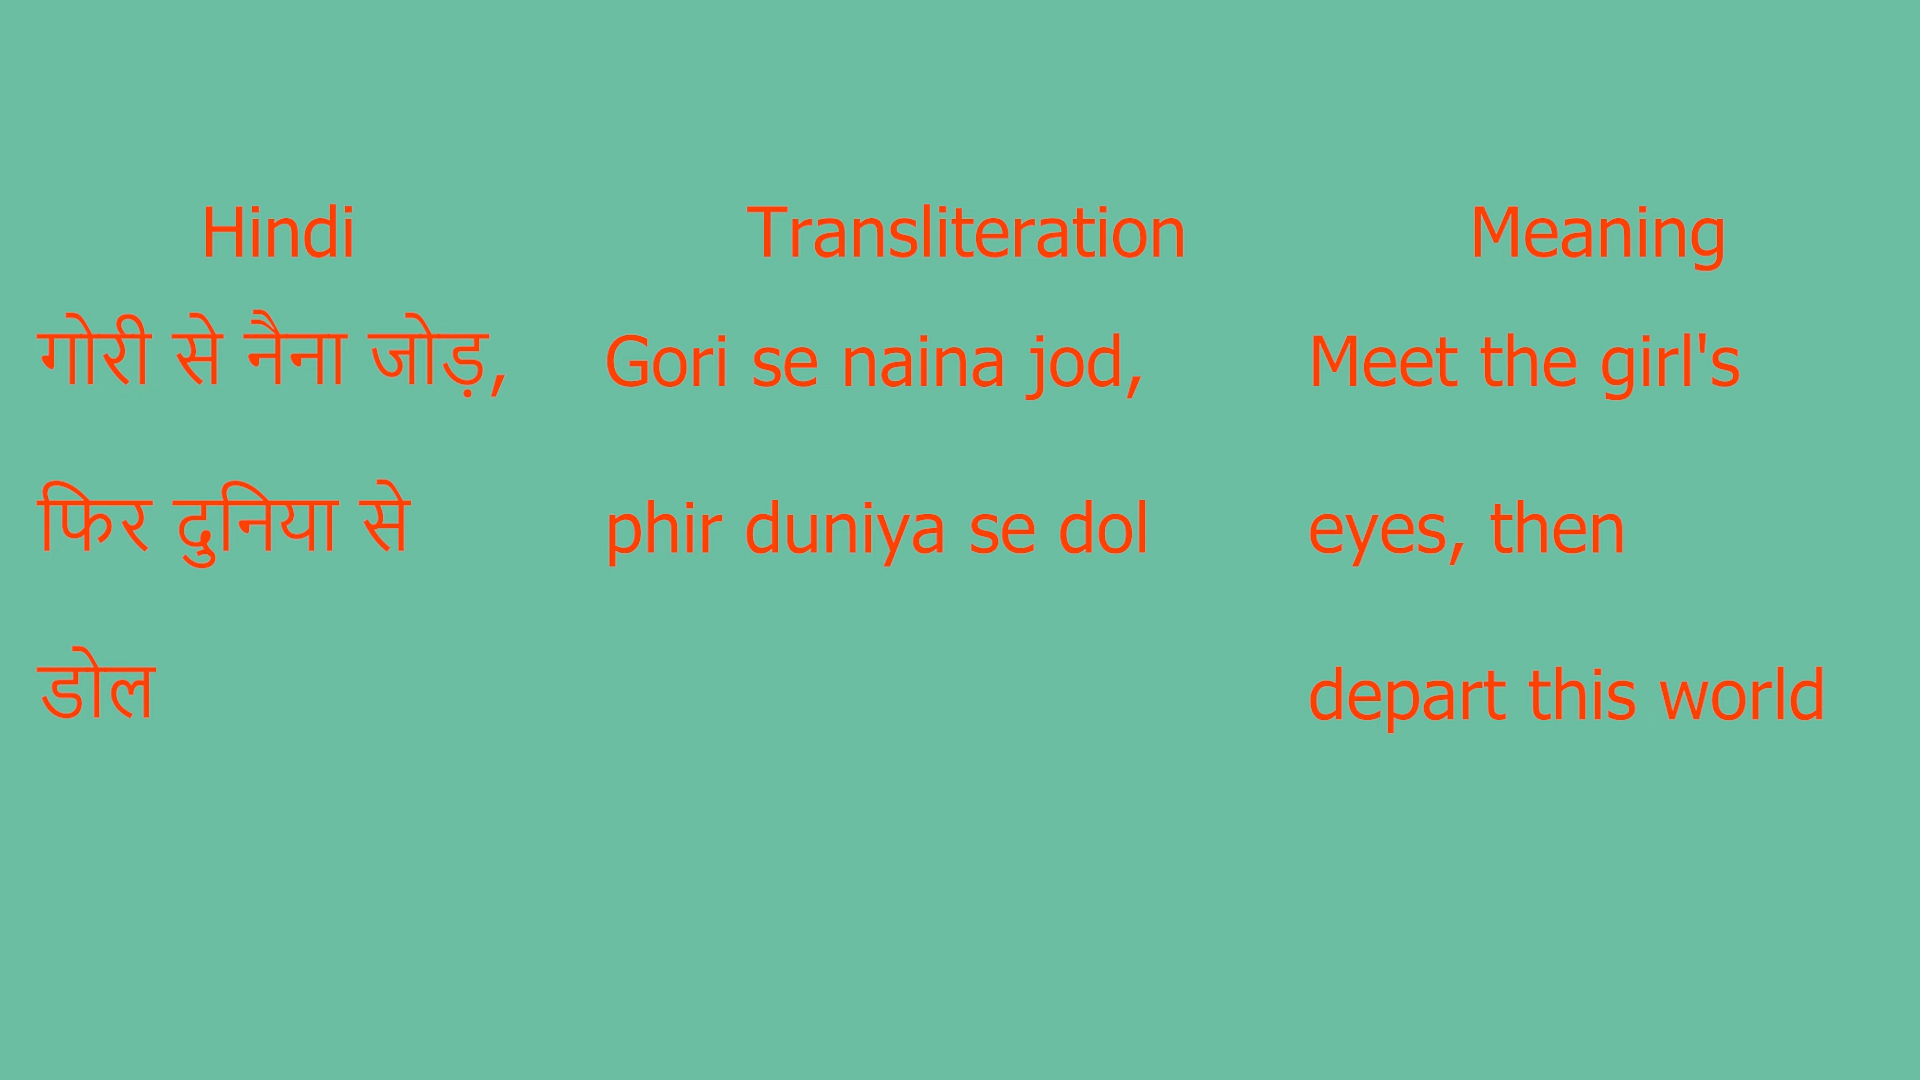 Hindi Transliteration Meaning
गोरी से नैना जोड़, Gori se naina jod, Meet the girl's
फिर दुनिया से phir duniya se dol eyes, then
डोल depart this world